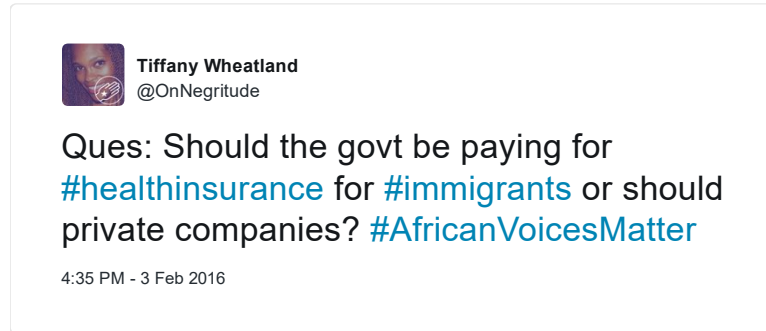 Tiffany Wheatland
@OnNegritude
Ques: Should the govt be paying for
#healthinsurance for #immigrants or should
private companies? #AfricanVoicesMatter
4:35 PM - 3 Feb 2016